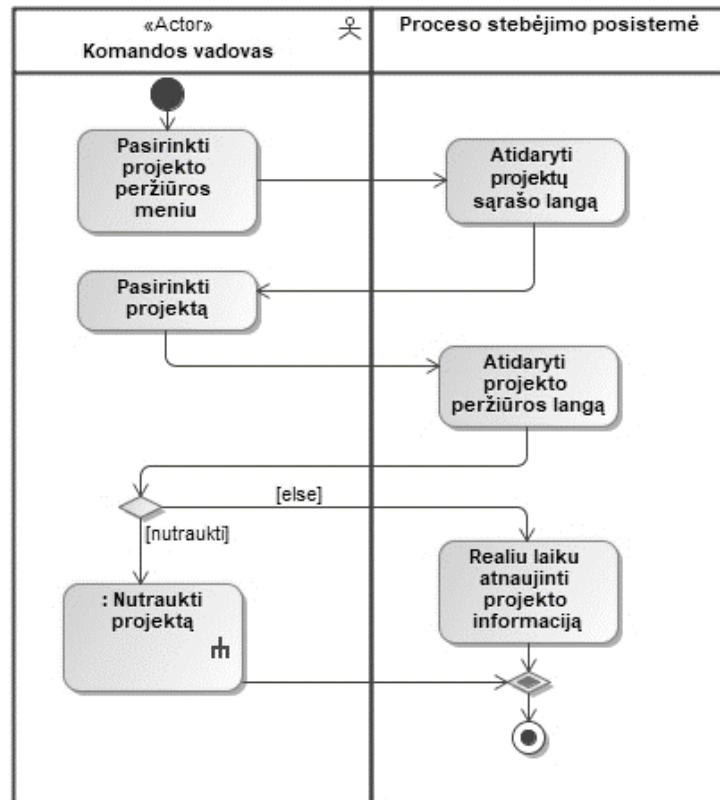 «Actor»
Komandos vadovas
Proceso stebėjimo posistemė
Pasirinkti
projekto
peržiūros
meniu
Atidaryti
projektų
sąrašo langą
Pasirinkti
projektą
Atidaryti
projekto
peržiūros langą
[else]
[nutraukti]
: Nutraukti
projektą
Realiu laiku
atnaujinti
projekto
informaciją